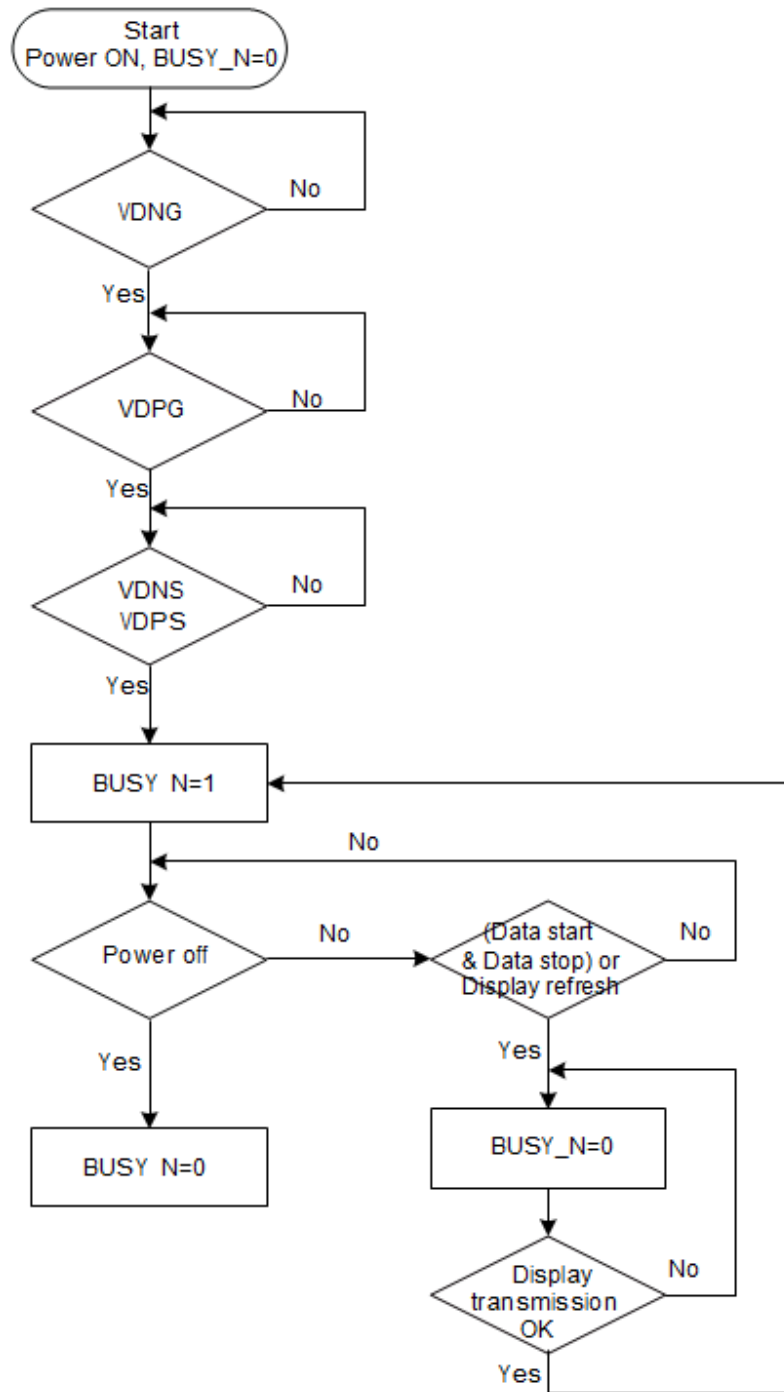 Start
Power ON, BUSY_N=0
No
VDNG
Yes
VDPG
No
Yes
VDNS
VDPS
No
Yes
BUSY N=1
No
Power off
No
(Data start
& Data stop) or
Display refresh
No
Yes
Yes
BUSY N=0
BUSY_N=0
Display
transmission
OK
No
Yes